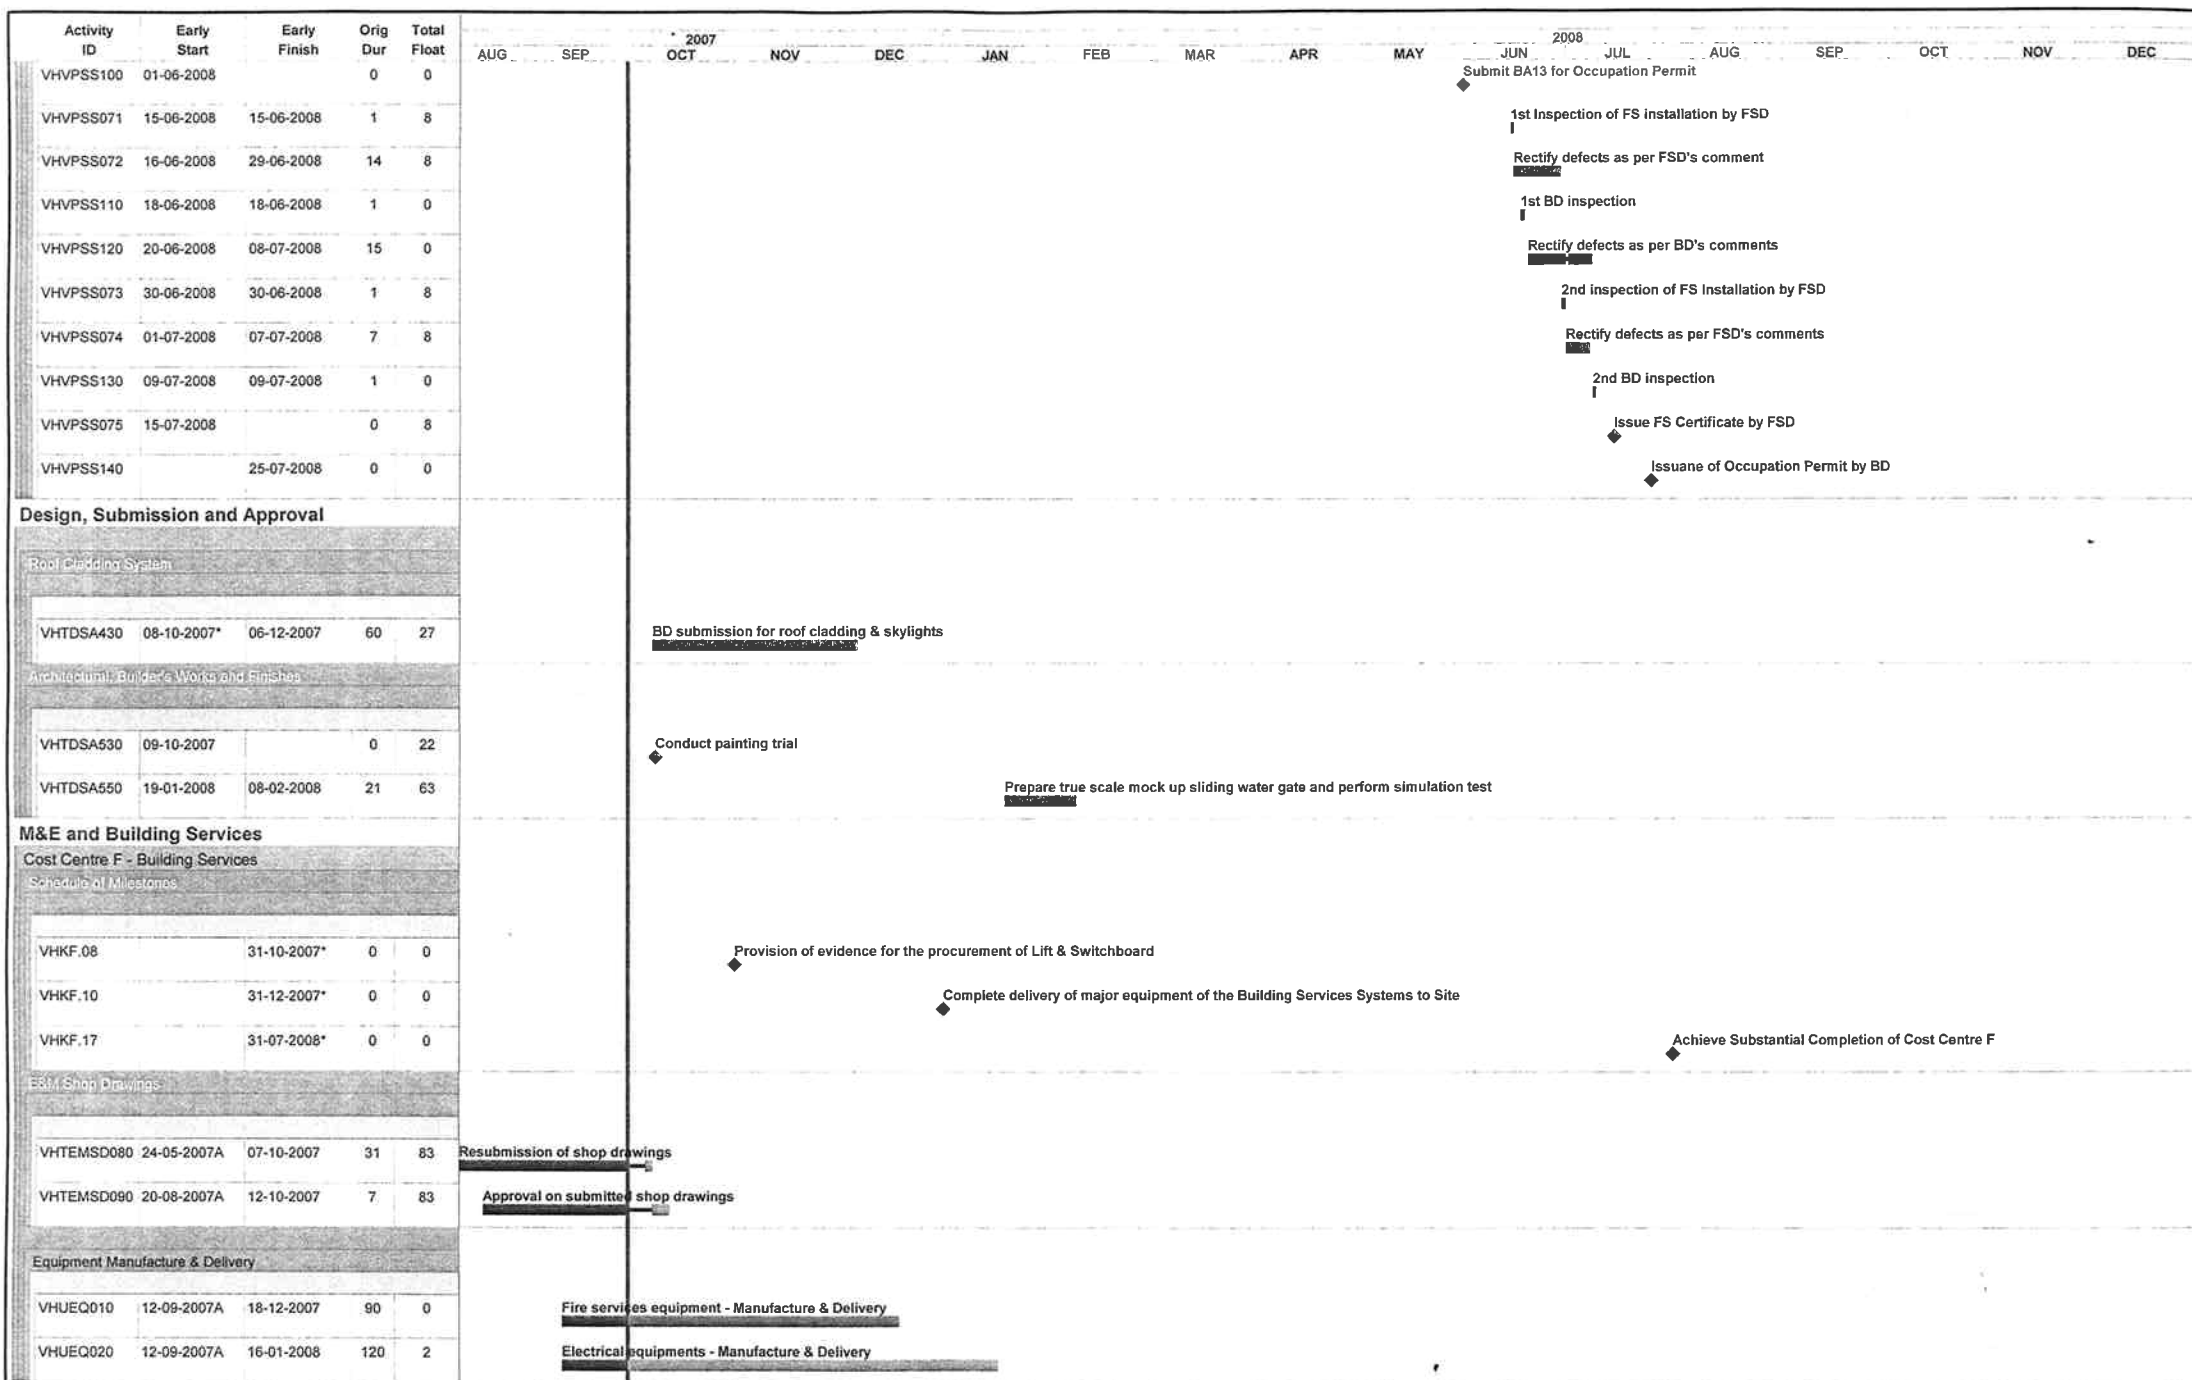 Activity Early Early Orig Total
ID Start Finish Dur Float
2007 2008
AUG SEP OCT NOV DEC JAN FEB MAR APR MAY JUN JUL AUG SEP OCT NOV DEC
VHVPSS100 01-06-2008 0 0 Submit BA13 for Occupation Permit
VHVPSS071 15-06-2008 15-06-2008 1 8 1st Inspection of FS installation by FSD
VHVPSS072 16-06-2008 29-06-2008 14 8 Rectify defects as per FSD's comment
VHVPSS110 18-06-2008 18-06-2008 1 0 1st BD inspection
VHVPSS120 20-06-2008 08-07-2008 15 0 Rectify defects as per BD's comments
VHVPSS073 30-06-2008 30-06-2008 1 8 2nd inspection of FS Installation by FSD
VHVPSS074 01-07-2008 07-07-2008 7 8 Rectify defects as per FSD's comments
VHVPSS130 09-07-2008 09-07-2008 1 0 2nd BD inspection
VHVPSS075 15-07-2008 0 8 Issue FS Certificate by FSD
VHVPSS140 25-07-2008 0 0 Issuane of Occupation Permit by BD
Design, Submission and Approval
Roof Cladding System
VHTDSA430 08-10-2007* 06-12-2007 60 27 BD submission for roof cladding & skylights
Architectural, Builder's Works and Finishes
VHTDSA530 09-10-2007 0 22 Conduct painting trial
VHTDSA550 19-01-2008 08-02-2008 21 63 Prepare true scale mock up sliding water gate and perform simulation test
M&E and Building Services
Cost Centre F - Building Services
Schedule of Milestones
VHKF.08 31-10-2007* 0 0 Provision of evidence for the procurement of Lift & Switchboard
VHKF.10 31-12-2007* 0 0 Complete delivery of major equipment of the Building Services Systems to Site
VHKF.17 31-07-2008* 0 0 Achieve Substantial Completion of Cost Centre F
E&M Shop Drawings
VHTEMSD080 24-05-2007A 07-10-2007 31 83 Resubmission of shop drawings
VHTEMSD090 20-08-2007A 12-10-2007 7 83 Approval on submitted shop drawings
Equipment Manufacture & Delivery
VHUEQ010 12-09-2007A 18-12-2007 90 0 Fire services equipment - Manufacture & Delivery
VHUEQ020 12-09-2007A 16-01-2008 120 2 Electrical equipments - Manufacture & Delivery